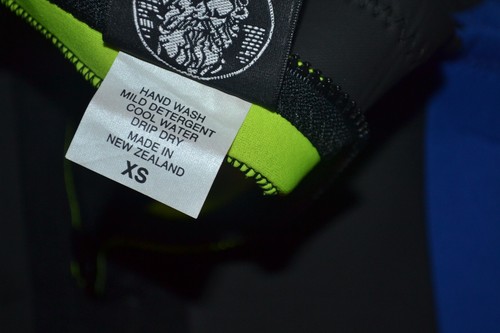 HAND WASH
MILD DETERGENT
COOL WATER
DRIP DRY
MADE IN
NEW ZEALAND
XS